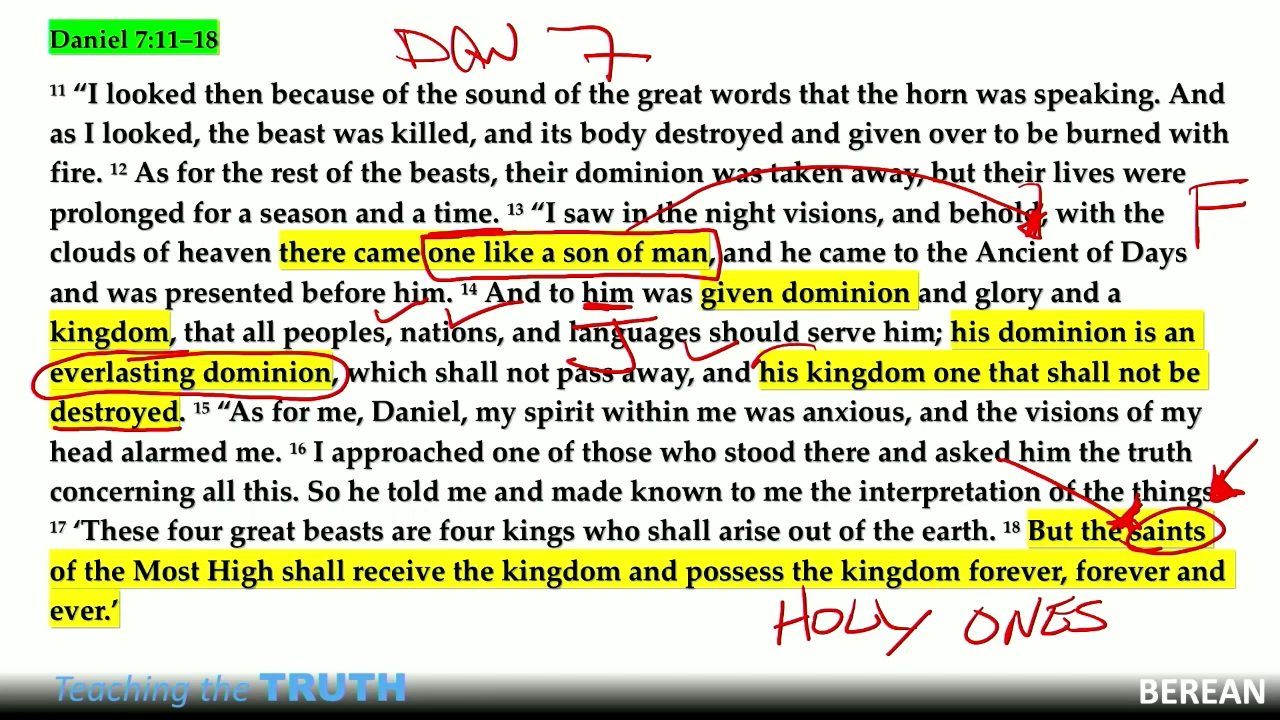 Daniel 7:11–18
DAN 7
¹¹ “I looked then because of the sound of the great words that the horn was speaking. And
as I looked, the beast was killed, and its body destroyed and given over to be burned with
fire. ¹² As for the rest of the beasts, their dominion was taken away, but their lives were
prolonged for a season and a time. ¹³ “I saw in the night visions, and behold, with the
F
clouds of heaven there came one like a son of man, and he came to the Ancient of Days
and was presented before him. ¹⁴ And to him was given dominion and glory and a
kingdom, that all peoples, nations, and languages should serve him; his dominion is an
J
everlasting dominion, which shall not pass away, and his kingdom one that shall not be
destroyed. ¹⁵ “As for me, Daniel, my spirit within me was anxious, and the visions of my
head alarmed me. ¹⁶ I approached one of those who stood there and asked him the truth
concerning all this. So he told me and made known to me the interpretation of the things.
¹⁷ ‘These four great beasts are four kings who shall arise out of the earth. ¹⁸ But the saints
of the Most High shall receive the kingdom and possess the kingdom forever, forever and
ever.’
HOLY ONES
Teaching the TRUTH
BEREAN